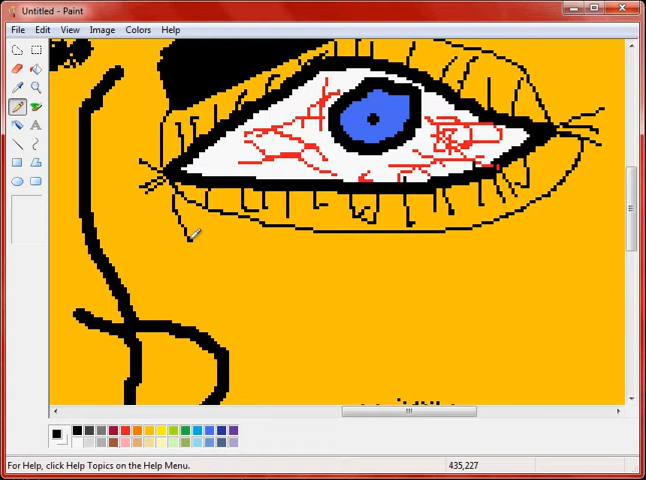 Untitled - Paint
File Edit View Image Colors Help
For Help, click Help Topics on the Help Menu. 435,227